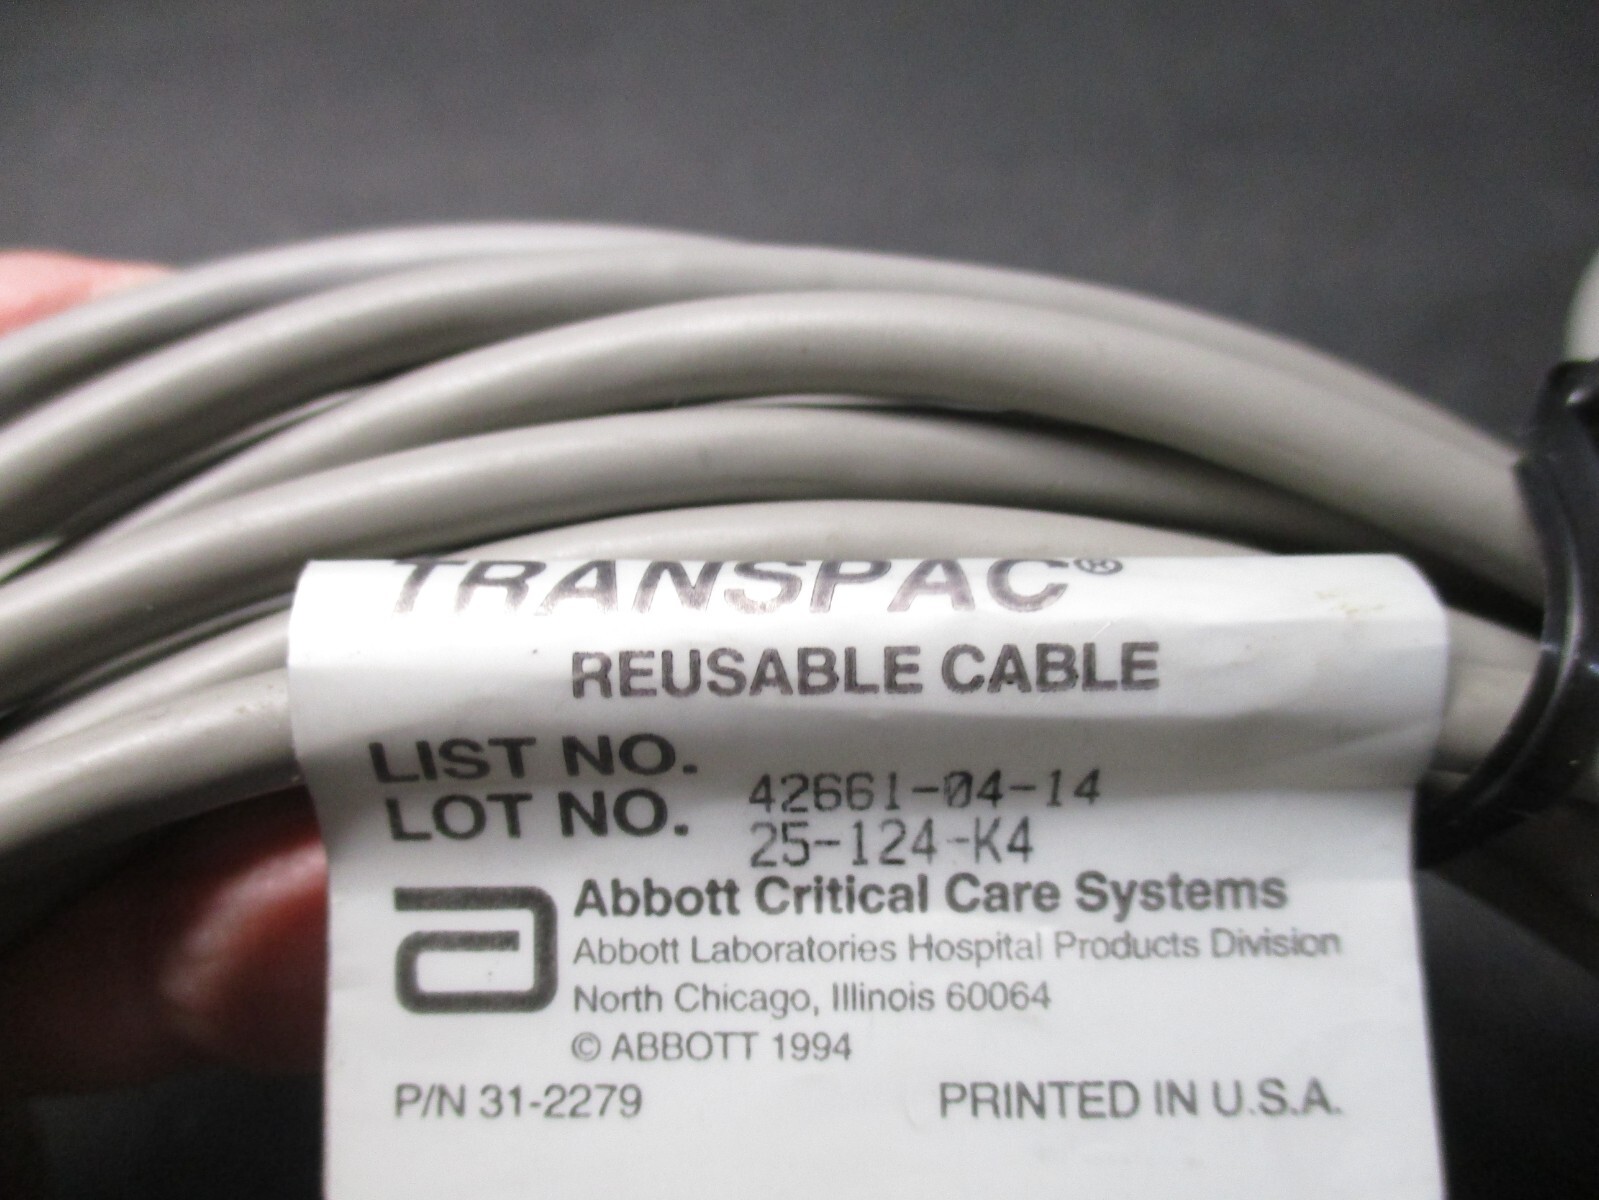 TRANSPAC®
REUSABLE CABLE
LIST NO. 42661-04-14
LOT NO. 25-124-K4
Abbott Critical Care Systems
Abbott Laboratories Hospital Products Division
North Chicago, Illinois 60064
© ABBOTT 1994
P/N 31-2279 PRINTED IN U.S.A.